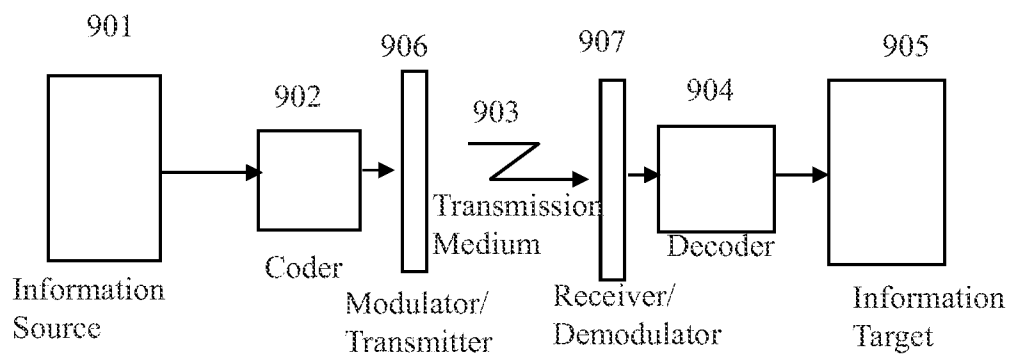 901
902
906
903
907
904
905
Information
Source
Coder
Modulator/
Transmitter
Transmission
Medium
Receiver/
Demodulator
Decoder
Information
Target